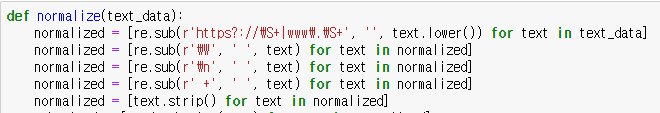 def normalize(text_data):
    normalized = [re.sub(r'https?://₩S+|www₩.₩S+', '', text.lower()) for text in text_data]
    normalized = [re.sub(r'₩W', ' ', text) for text in normalized]
    normalized = [re.sub(r'₩n', ' ', text) for text in normalized]
    normalized = [re.sub(r' +', ' ', text) for text in normalized]
    normalized = [text.strip() for text in normalized]